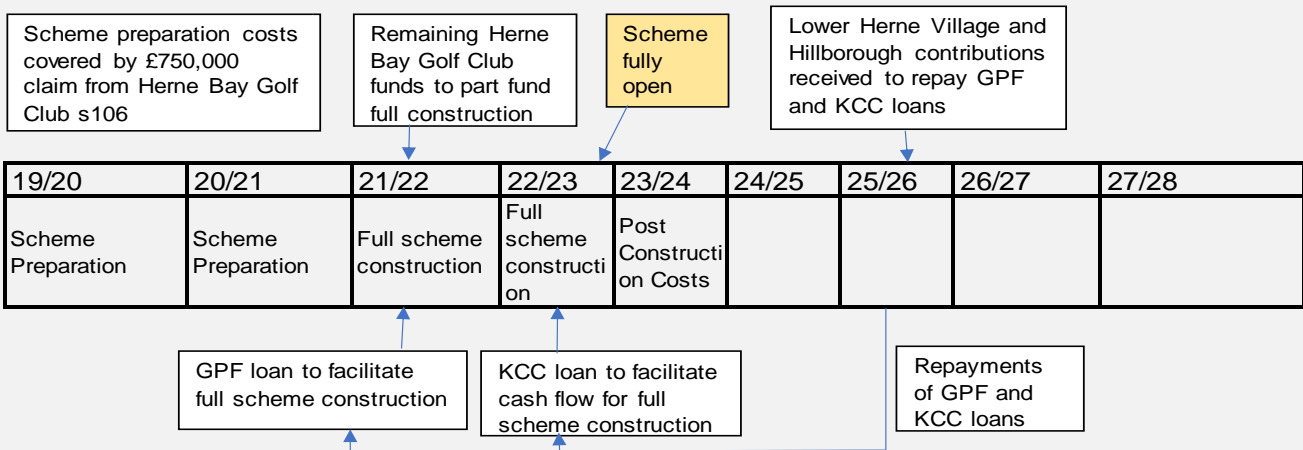 Scheme preparation costs
covered by £750,000
claim from Herne Bay Golf
Club s106
Remaining Herne
Bay Golf Club
funds to part fund
full construction
Scheme
fully
open
Lower Herne Village and
Hillborough contributions
received to repay GPF
and KCC loans
19/20 20/21 21/22 22/23 23/24 24/25 25/26 26/27 27/28
Scheme
Preparation
Scheme
Preparation
Full scheme
construction
Full
scheme
constructi
on
Post
Constructi
on Costs
GPF loan to facilitate
full scheme construction
KCC loan to facilitate
cash flow for full
scheme construction
Repayments
of GPF and
KCC loans